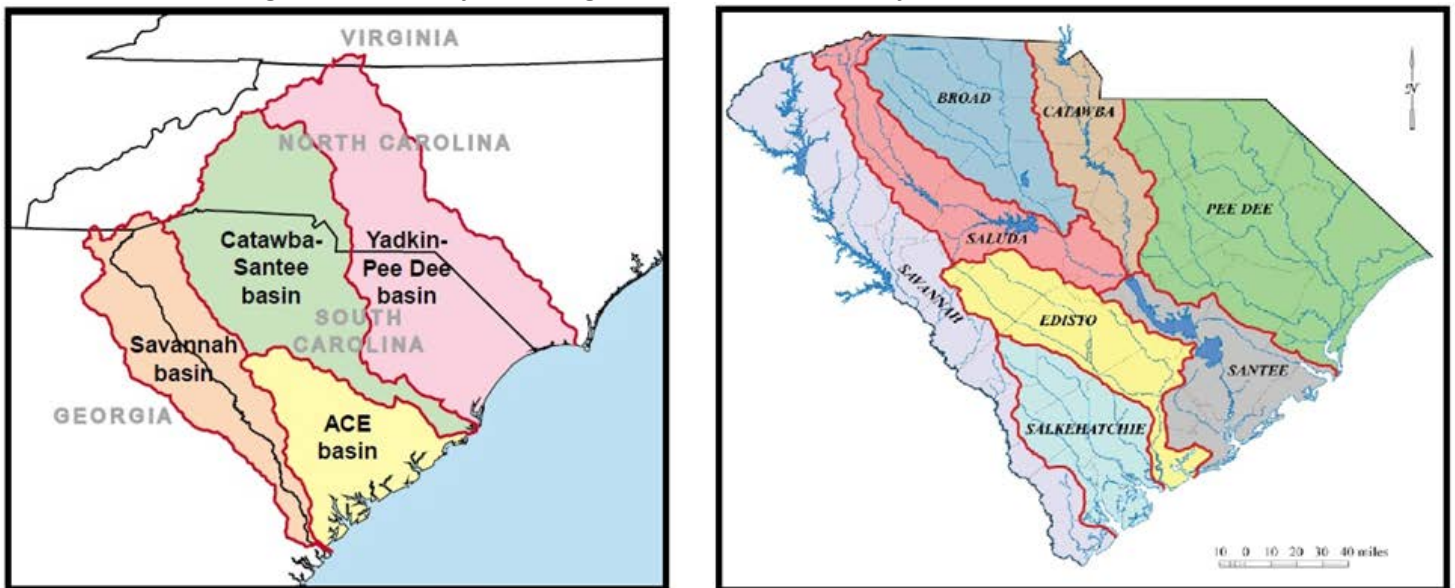 VIRGINIA
NORTH CAROLINA
Catawba-
Santee
basin
Yadkin-
Pee Dee
basin
SOUTH
CAROLINA
Savannah
basin
GEORGIA
ACE
basin
BROAD
CATAWBA
N
PEE DEE
SALUDA
SAVANNAH
EDISTO
SANTEE
SALKEHATCHIE
10 0 10 20 30 40 miles